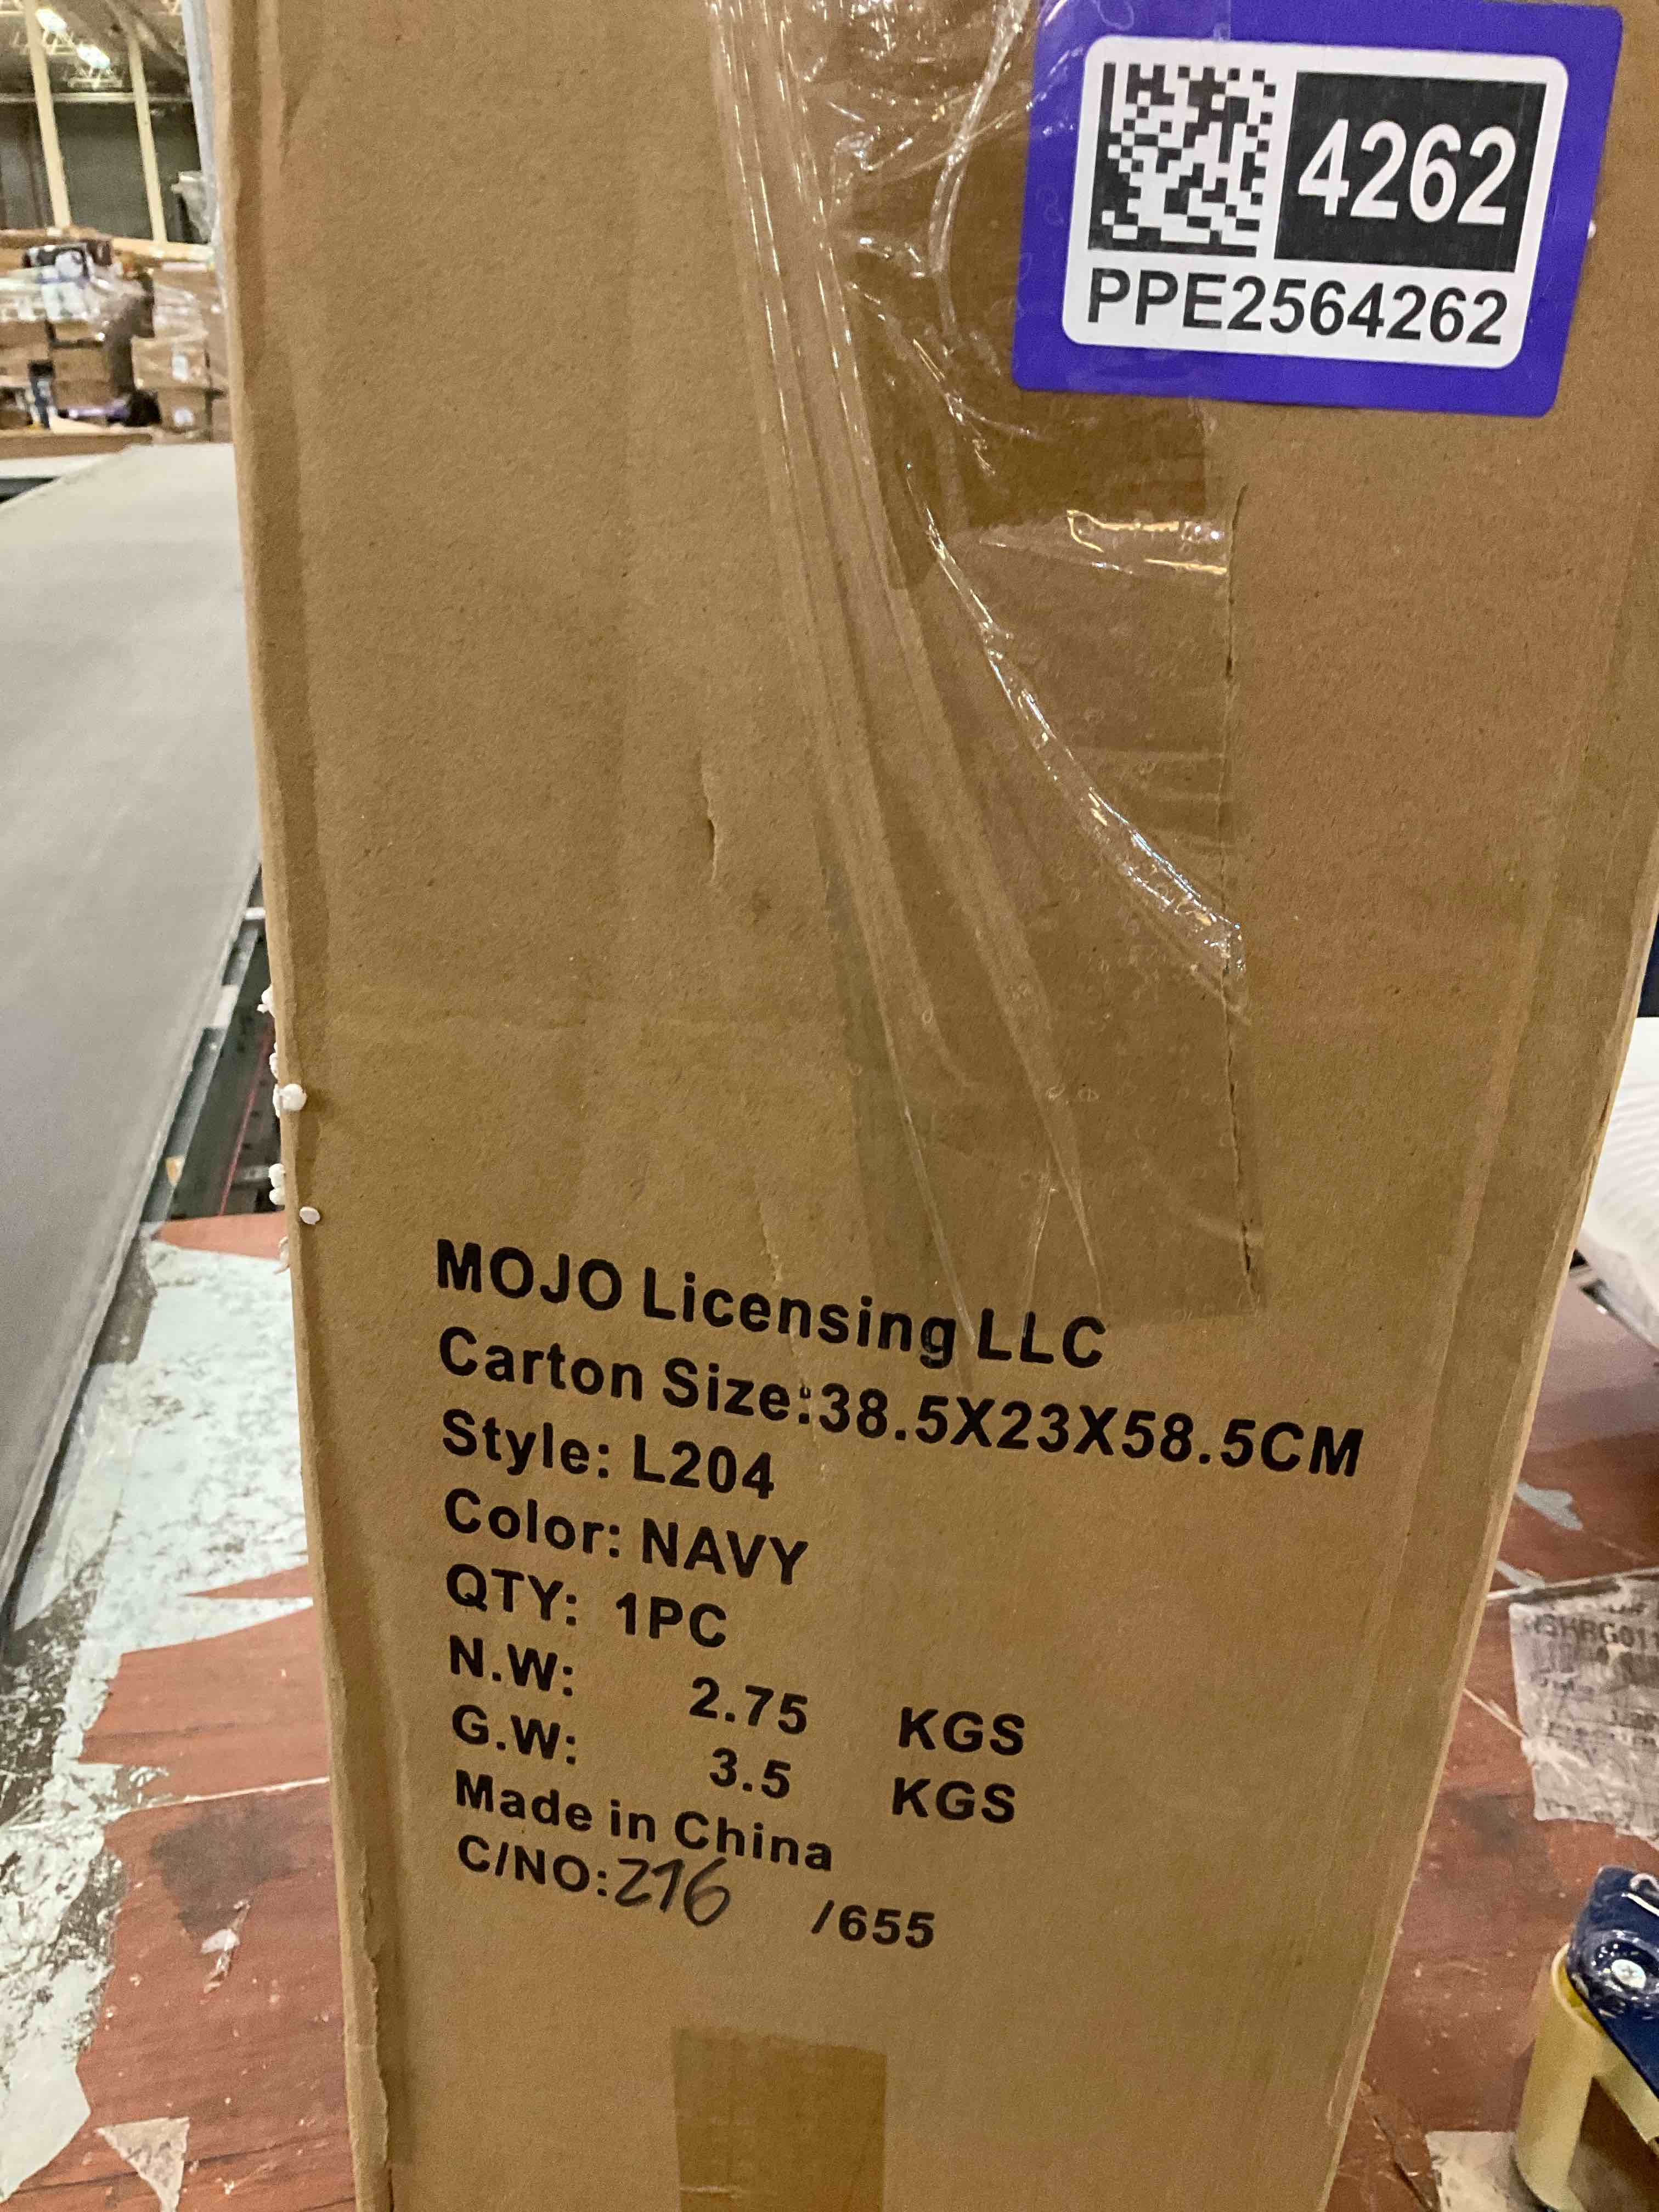 4262
PPE2564262
MOJO Licensing LLC
Carton Size:38.5X23X58.5CM
Style: L204
Color: NAVY
QTY: 1PC
N.W: 2.75 KGS
G.W: 3.5 KGS
Made in China
C/NO:276 /655